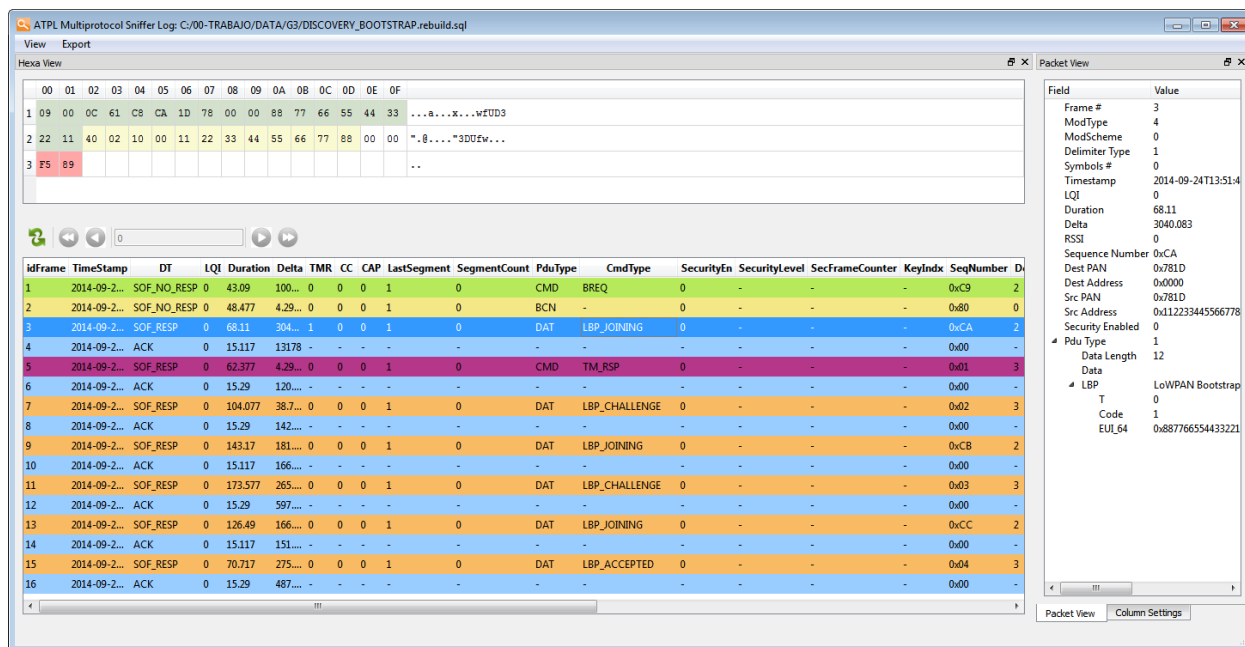 ATPL Multiprotocol Sniffer Log: C:/00-TRABAJO/DATA/G3/DISCOVERY_BOOTSTRAP.rebuild.sql
View Export
Hexa View
00 01 02 03 04 05 06 07 08 09 0A 0B 0C 0D 0E 0F
1 09 00 0C 61 C8 CA 1D 78 00 00 88 77 66 55 44 33 ...a...x...wfUD3
2 22 11 40 02 10 00 11 22 33 44 55 66 77 88 00 00 ".@...."3DUfw...
3 F5 89 ..
0
idFrame TimeStamp DT LQI Duration Delta TMR CC CAP LastSegment SegmentCount PduType CmdType SecurityEn SecurityLevel SecFrameCounter KeyIndx SeqNumber De
1 2014-09-2... SOF_NO_RESP 0 43.09 100... 0 0 0 1 0 CMD BREQ 0 - - - 0xC9 2
2 2014-09-2... SOF_NO_RESP 0 48.477 4.29... 0 0 0 1 0 BCN - 0 - - - 0x80 0
3 2014-09-2... SOF_RESP 0 68.11 304... 1 0 0 1 0 DAT LBP_JOINING 0 - - - 0xCA 2
4 2014-09-2... ACK 0 15.117 13178 - - - - - - - - - - - 0x00 -
5 2014-09-2... SOF_RESP 0 62.377 4.29... 0 0 0 1 0 CMD TM_RSP 0 - - - 0x01 3
6 2014-09-2... ACK 0 15.29 120.... - - - - - - - - - - - 0x00 -
7 2014-09-2... SOF_RESP 0 104.077 38.7... 0 0 0 1 0 DAT LBP_CHALLENGE 0 - - - 0x02 3
8 2014-09-2... ACK 0 15.29 142.... - - - - - - - - - - - 0x00 -
9 2014-09-2... SOF_RESP 0 143.17 181.... 0 0 0 1 0 DAT LBP_JOINING 0 - - - 0xCB 2
10 2014-09-2... ACK 0 15.117 166.... - - - - - - - - - - - 0x00 -
11 2014-09-2... SOF_RESP 0 173.577 265.... 0 0 0 1 0 DAT LBP_CHALLENGE 0 - - - 0x03 3
12 2014-09-2... ACK 0 15.29 597.... - - - - - - - - - - - 0x00 -
13 2014-09-2... SOF_RESP 0 126.49 166.... 0 0 0 1 0 DAT LBP_JOINING 0 - - - 0xCC 2
14 2014-09-2... ACK 0 15.117 151.... - - - - - - - - - - - 0x00 -
15 2014-09-2... SOF_RESP 0 70.717 275.... 0 0 0 1 0 DAT LBP_ACCEPTED 0 - - - 0x04 3
16 2014-09-2... ACK 0 15.29 487.... - - - - - - - - - - - 0x00 -
Packet View
Field Value
Frame # 3
ModType 4
ModScheme 0
Delimiter Type 1
Symbols # 0
Timestamp 2014-09-24T13:51:4
LQI 0
Duration 68.11
Delta 3040.083
RSSI 0
Sequence Number 0xCA
Dest PAN 0x781D
Dest Address 0x0000
Src PAN 0x781D
Src Address 0x112233445566778
Security Enabled 0
Pdu Type 1
Data Length 12
Data
LBP LoWPAN Bootstrap
T 0
Code 1
EUI_64 0x887766554433221
Packet View Column Settings